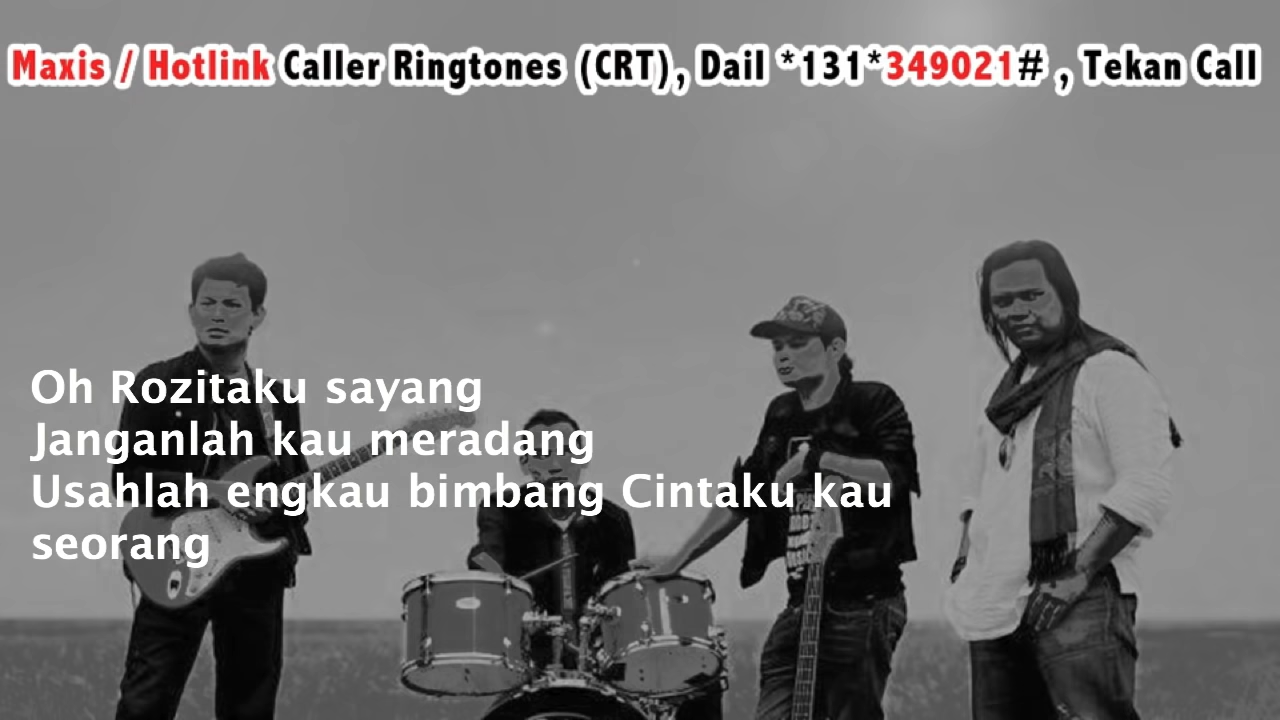 Maxis / Hotlink Caller Ringtones (CRT), Dail *131*349021# , Tekan Call
Oh Rozitaku sayang
Janganlah kau meradang
Usahlah engkau bimbang Cintaku kau
seorang